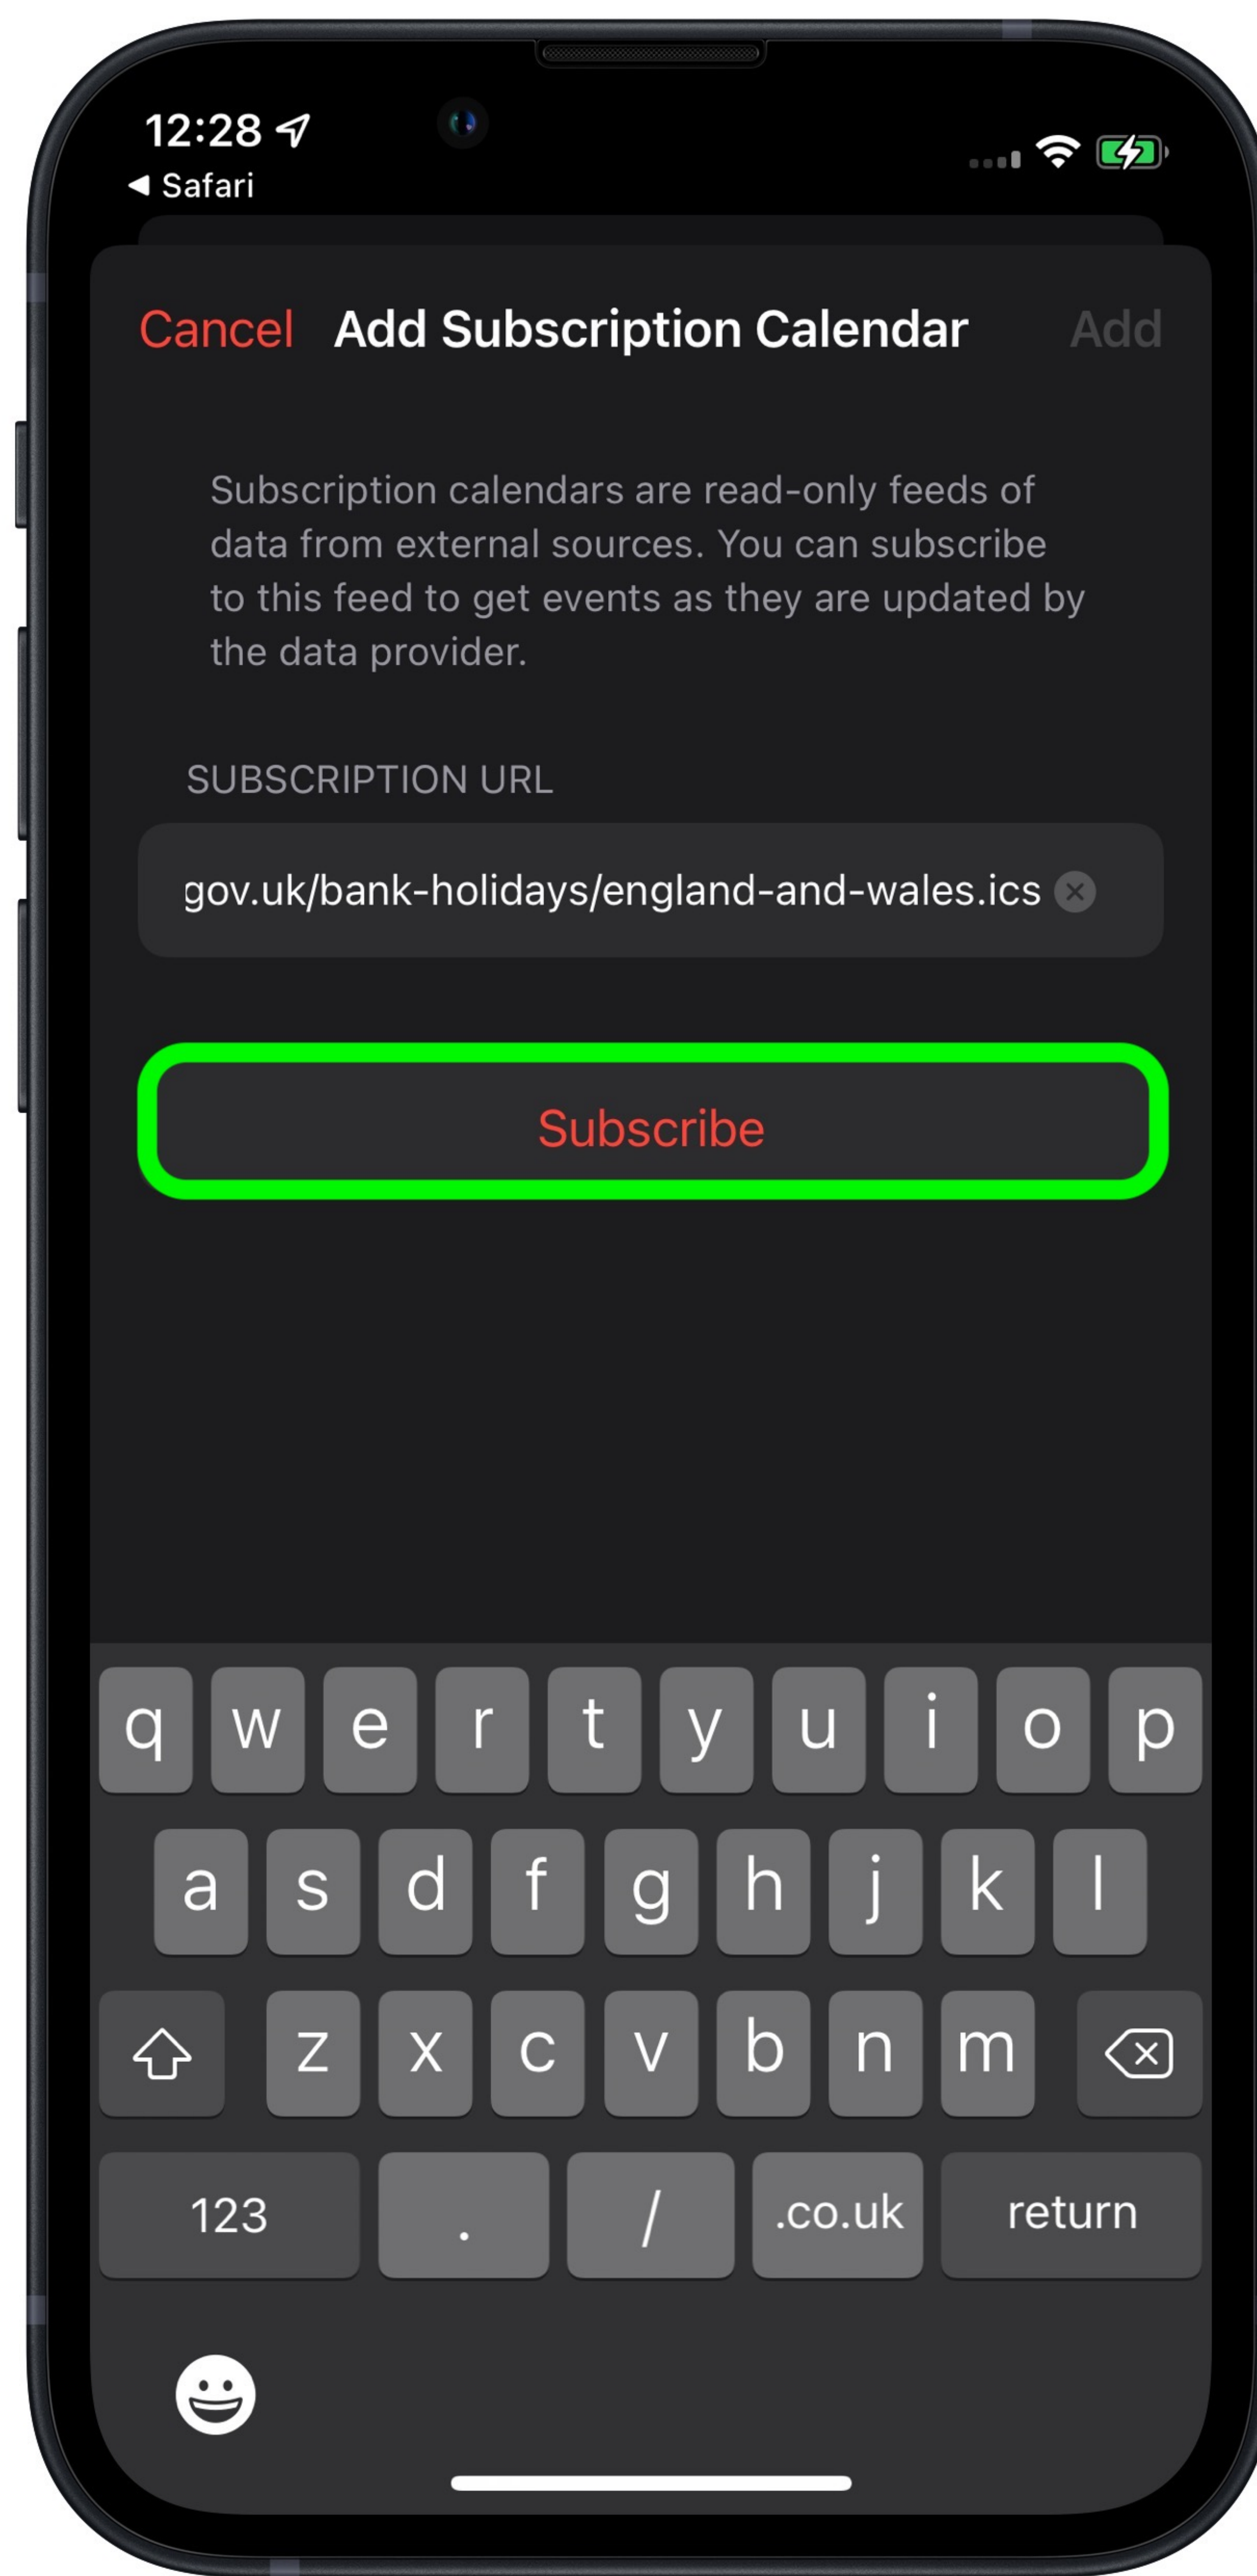 12:28
Safari
Cancel Add Subscription Calendar Add
Subscription calendars are read-only feeds of
data from external sources. You can subscribe
to this feed to get events as they are updated by
the data provider.
SUBSCRIPTION URL
gov.uk/bank-holidays/england-and-wales.ics
Subscribe
q w e r t y u i o p
a s d f g h j k l
z x c v b n m
123 . / .co.uk return